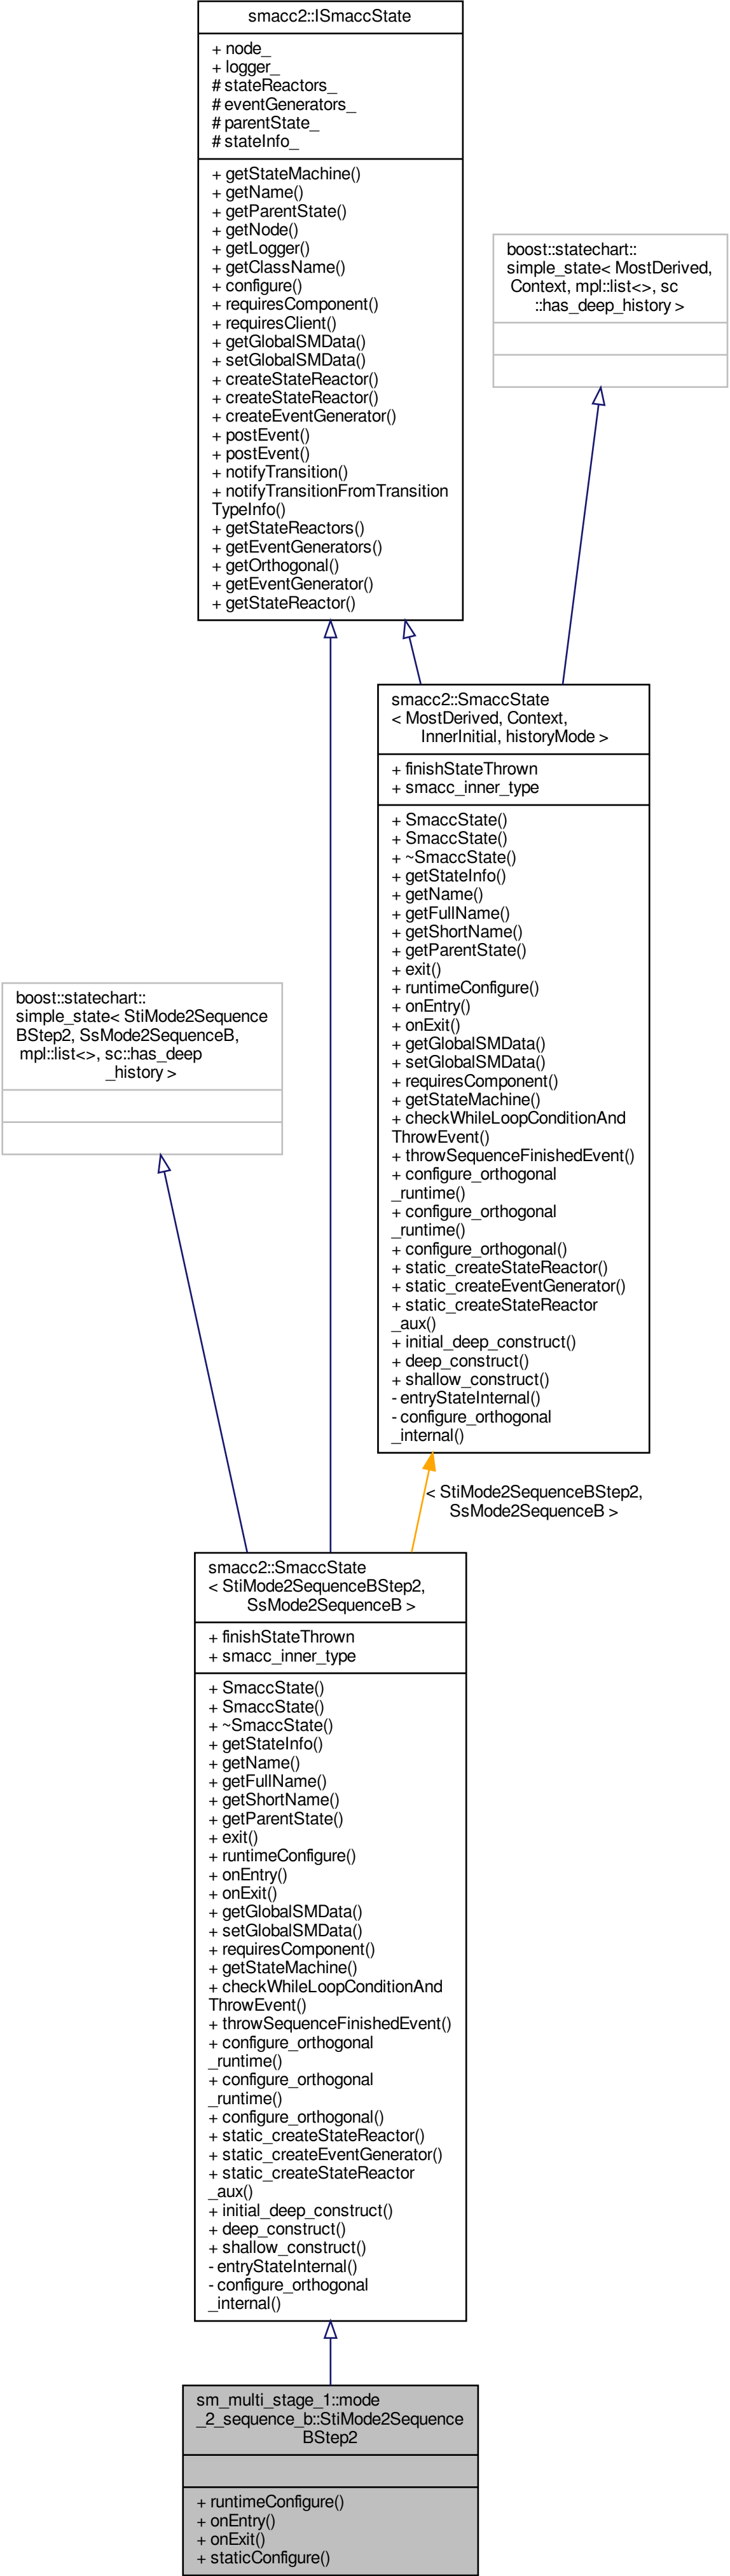 smacc2::ISmaccState
+ node_
+ logger_
# stateReactors_
# eventGenerators_
# parentState_
# stateInfo_
+ getStateMachine()
+ getName()
+ getParentState()
+ getNode()
+ getLogger()
+ getClassName()
+ configure()
+ requiresComponent()
+ requiresClient()
+ getGlobalSMData()
+ setGlobalSMData()
+ createStateReactor()
+ createStateReactor()
+ createEventGenerator()
+ postEvent()
+ postEvent()
+ notifyTransition()
+ notifyTransitionFromTransition
TypeInfo()
+ getStateReactors()
+ getEventGenerators()
+ getOrthogonal()
+ getEventGenerator()
+ getStateReactor()
boost::statechart::
simple_state< MostDerived,
Context, mpl::list<>, sc
::has_deep_history >
smacc2::SmaccState
< MostDerived, Context,
InnerInitial, historyMode >
+ finishStateThrown
+ smacc_inner_type
+ SmaccState()
+ SmaccState()
+ ~SmaccState()
+ getStateInfo()
+ getName()
+ getFullName()
+ getShortName()
+ getParentState()
+ exit()
+ runtimeConfigure()
+ onEntry()
+ onExit()
+ getGlobalSMData()
+ setGlobalSMData()
+ requiresComponent()
+ getStateMachine()
+ checkWhileLoopConditionAnd
ThrowEvent()
+ throwSequenceFinishedEvent()
+ configure_orthogonal
_runtime()
+ configure_orthogonal
_runtime()
+ configure_orthogonal()
+ static_createStateReactor()
+ static_createEventGenerator()
+ static_createStateReactor
_aux()
+ initial_deep_construct()
+ deep_construct()
+ shallow_construct()
- entryStateInternal()
- configure_orthogonal
_internal()
boost::statechart::
simple_state< StiMode2Sequence
BStep2, SsMode2SequenceB,
mpl::list<>, sc::has_deep
_history >
< StiMode2SequenceBStep2,
SsMode2SequenceB >
smacc2::SmaccState
< StiMode2SequenceBStep2,
SsMode2SequenceB >
+ finishStateThrown
+ smacc_inner_type
+ SmaccState()
+ SmaccState()
+ ~SmaccState()
+ getStateInfo()
+ getName()
+ getFullName()
+ getShortName()
+ getParentState()
+ exit()
+ runtimeConfigure()
+ onEntry()
+ onExit()
+ getGlobalSMData()
+ setGlobalSMData()
+ requiresComponent()
+ getStateMachine()
+ checkWhileLoopConditionAnd
ThrowEvent()
+ throwSequenceFinishedEvent()
+ configure_orthogonal
_runtime()
+ configure_orthogonal
_runtime()
+ configure_orthogonal()
+ static_createStateReactor()
+ static_createEventGenerator()
+ static_createStateReactor
_aux()
+ initial_deep_construct()
+ deep_construct()
+ shallow_construct()
- entryStateInternal()
- configure_orthogonal
_internal()
sm_multi_stage_1::mode
_2_sequence_b::StiMode2Sequence
BStep2
+ runtimeConfigure()
+ onEntry()
+ onExit()
+ staticConfigure()